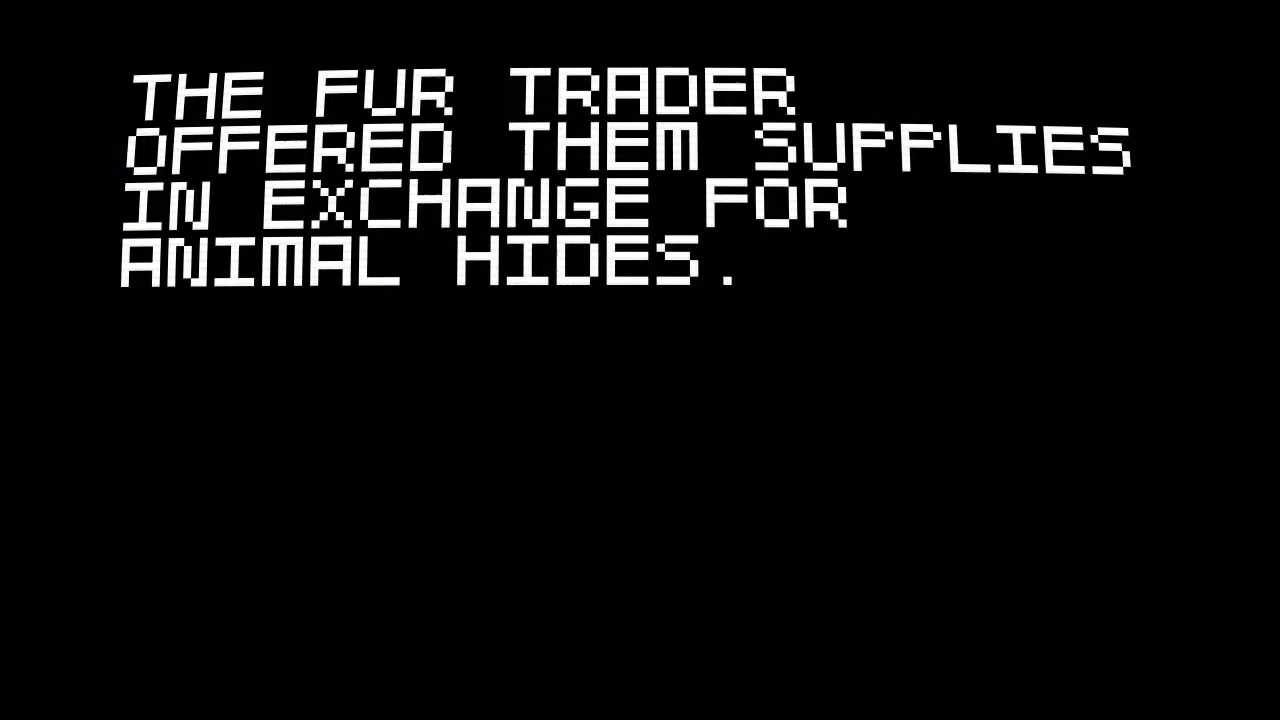 THE FUR TRADER
OFFERED THEM SUPPLIES
IN EXCHANGE FOR
ANIMAL HIDES.